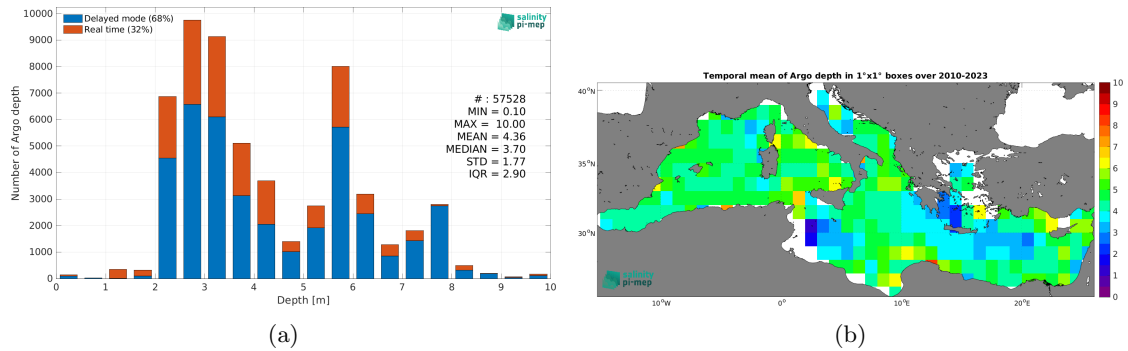 Delayed mode (68%)
Real time (32%)
salinity
pi-mep
Number of Argo depth
10000
9000
8000
7000
6000
5000
4000
3000
2000
1000
0
# : 57528
MIN = 0.10
MAX = 10.00
MEAN = 4.36
MEDIAN = 3.70
STD = 1.77
IQR = 2.90
0 1 2 3 4 5 6 7 8 9 10
Depth [m]
(a)
Temporal mean of Argo depth in 1°x1° boxes over 2010-2023
40°N
35°N
30°N
10°W 0° 10°E 20°E
salinity
pi-mep
10
9
8
7
6
5
4
3
2
1
0
(b)